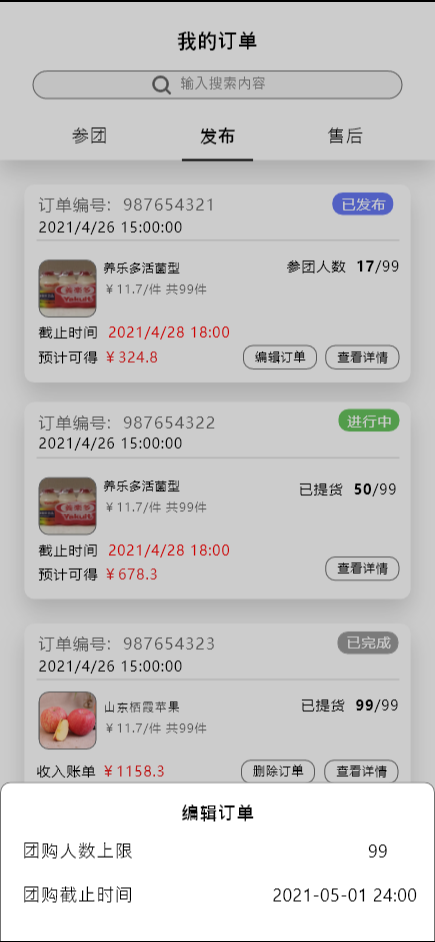 我的订单
输入搜索内容
参团 发布 售后
订单编号: 987654321 已发布
2021/4/26 15:00:00
养乐多活菌型 参团人数 17/99
￥11.7/件 共99件
截止时间 2021/4/28 18:00
预计可得 ￥324.8 编辑订单 查看详情
订单编号: 987654322 进行中
2021/4/26 15:00:00
养乐多活菌型 已提货 50/99
￥11.7/件 共99件
截止时间 2021/4/28 18:00
预计可得 ￥678.3 查看详情
订单编号: 987654323 已完成
2021/4/26 15:00:00
山东栖霞苹果 已提货 99/99
￥11.7/件 共99件
收入账单 ￥1158.3 删除订单 查看详情
编辑订单
团购人数上限 99
团购截止时间 2021-05-01 24:00